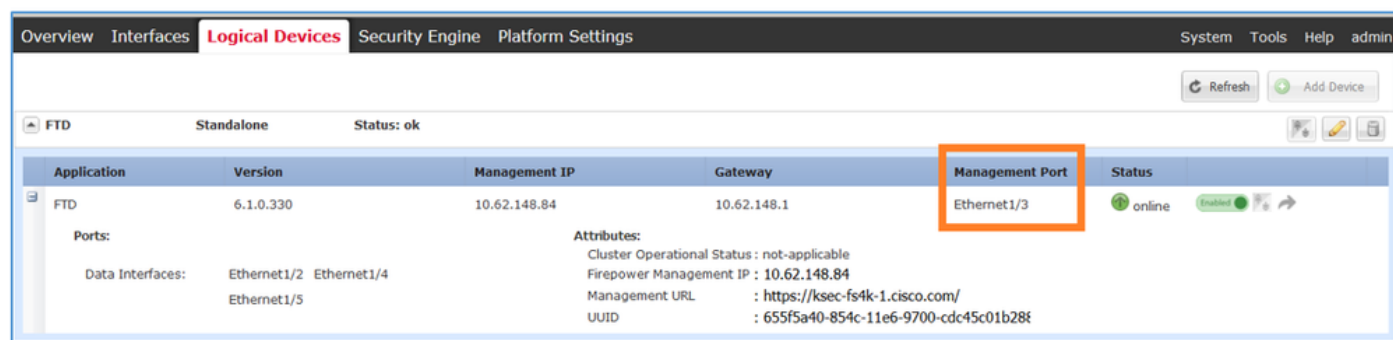 Overview Interfaces Logical Devices Security Engine Platform Settings System Tools Help admin
Refresh Add Device
FTD Standalone Status: ok
Application Version Management IP Gateway Management Port Status
FTD 6.1.0.330 10.62.148.84 10.62.148.1 Ethernet1/3 online Enabled
Ports: Attributes:
Cluster Operational Status : not-applicable
Data Interfaces: Ethernet1/2 Ethernet1/4 Firepower Management IP : 10.62.148.84
Ethernet1/5 Management URL : https://ksec-fs4k-1.cisco.com/
UUID : 655f5a40-854c-11e6-9700-cdc45c01b288